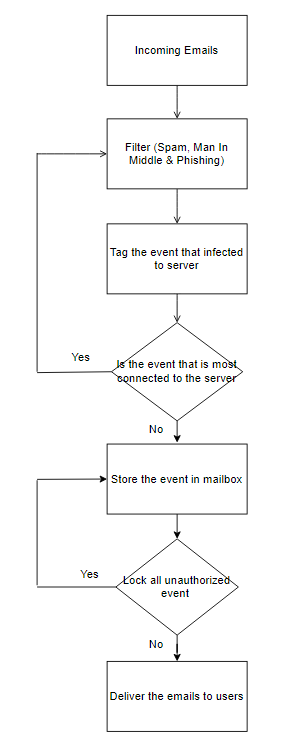 Incoming Emails
Filter (Spam, Man In
Middle & Phishing)
Tag the event that infected
to server
Is the event that is most
connected to the server
Yes
No
Store the event in mailbox
Lock all unauthorized
event
Yes
No
Deliver the emails to users